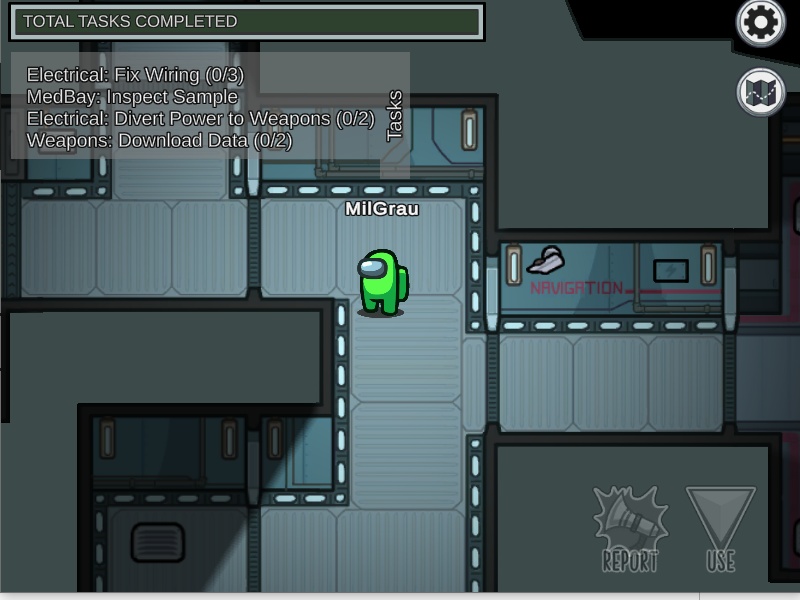 TOTAL TASKS COMPLETED
Electrical: Fix Wiring (0/3)
MedBay: Inspect Sample
Electrical: Divert Power to Weapons (0/2)
Weapons: Download Data (0/2)
Tasks
MilGrau
NAVIGATION
REPORT
USE